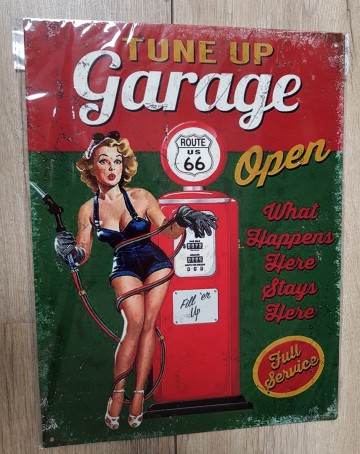 TUNE UP
Garage
ROUTE
US
66
Open
What
Happens
Here
Stays
Here
Fill 'er
Up
Full
Service